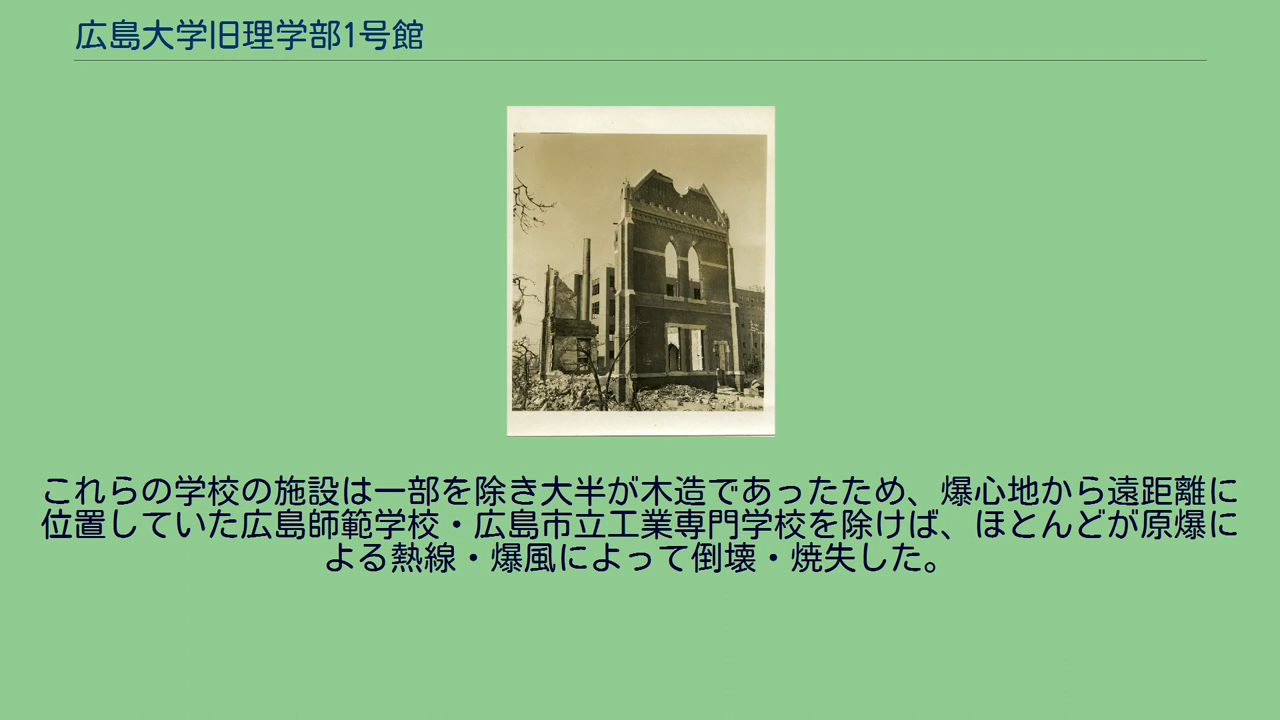 広島大学旧理学部1号館
これらの学校の施設は一部を除き大半が木造であったため、爆心地から遠距離に
位置していた広島師範学校・広島市立工業専門学校を除けば、ほとんどが原爆に
よる熱線・爆風によって倒壊・焼失した。